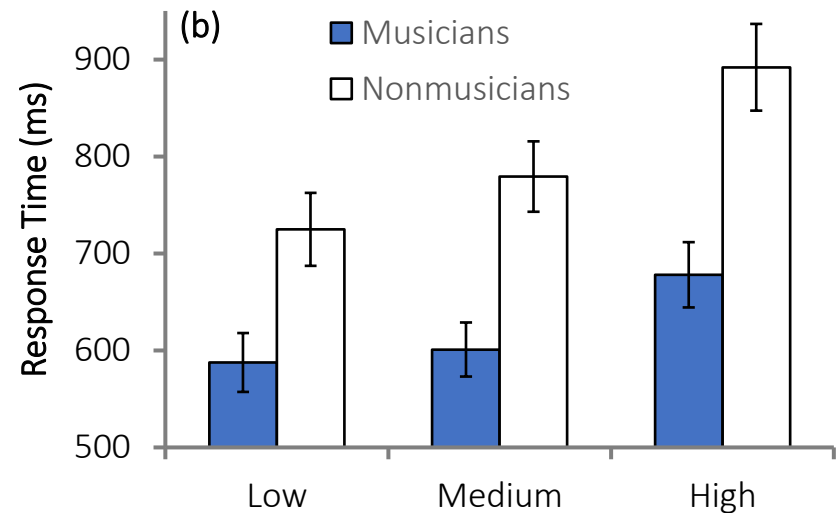 (b)
Musicians
Nonmusicians
Response Time (ms)
900
800
700
600
500
Low Medium High